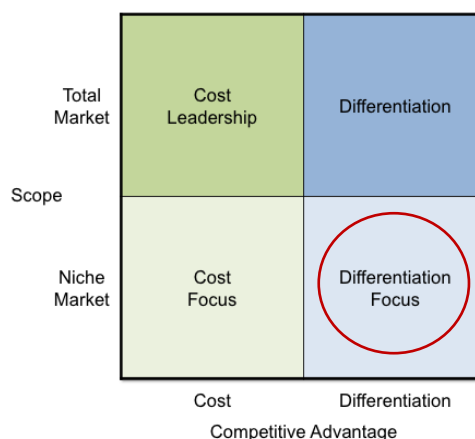 Total
Market
Cost
Leadership
Differentiation
Scope
Niche
Market
Cost
Focus
Differentiation
Focus
Cost
Differentiation
Competitive Advantage